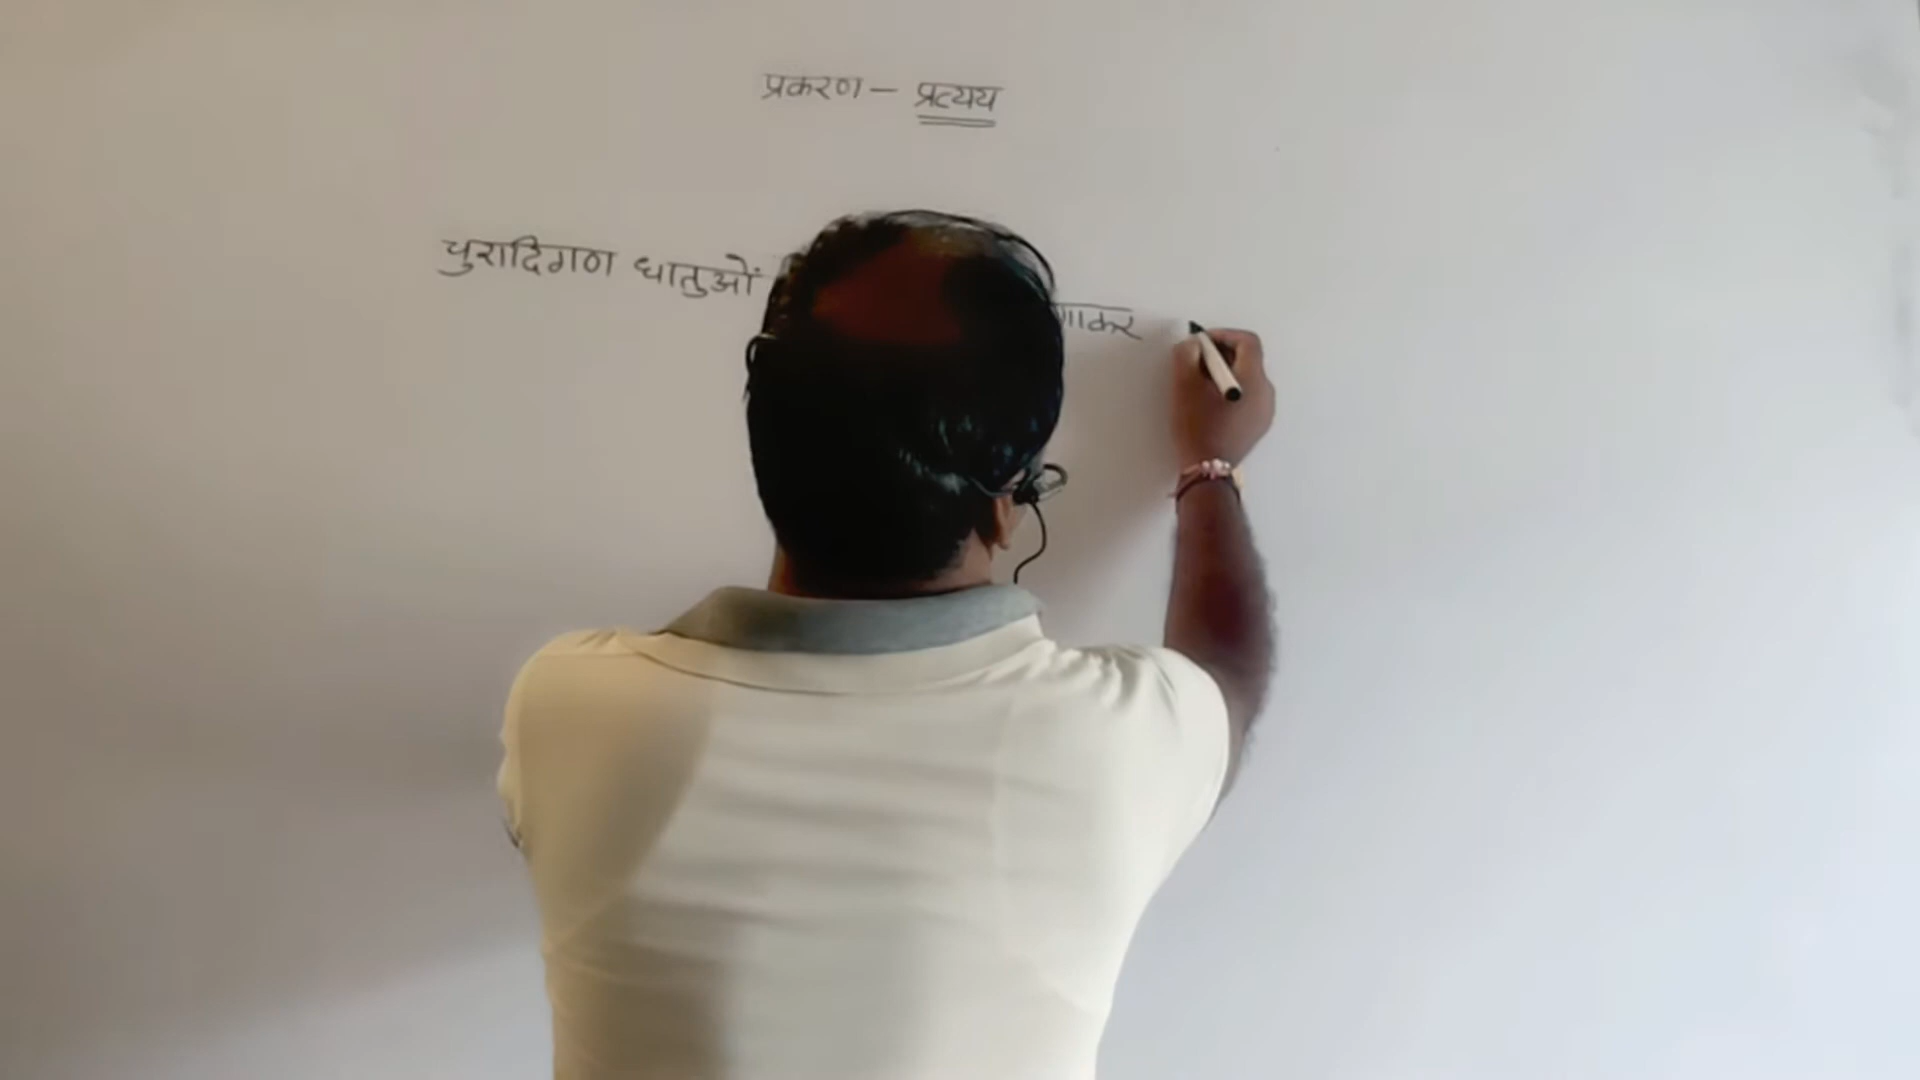 प्रकरण — प्रत्यय
चुरादिगण धातुओं